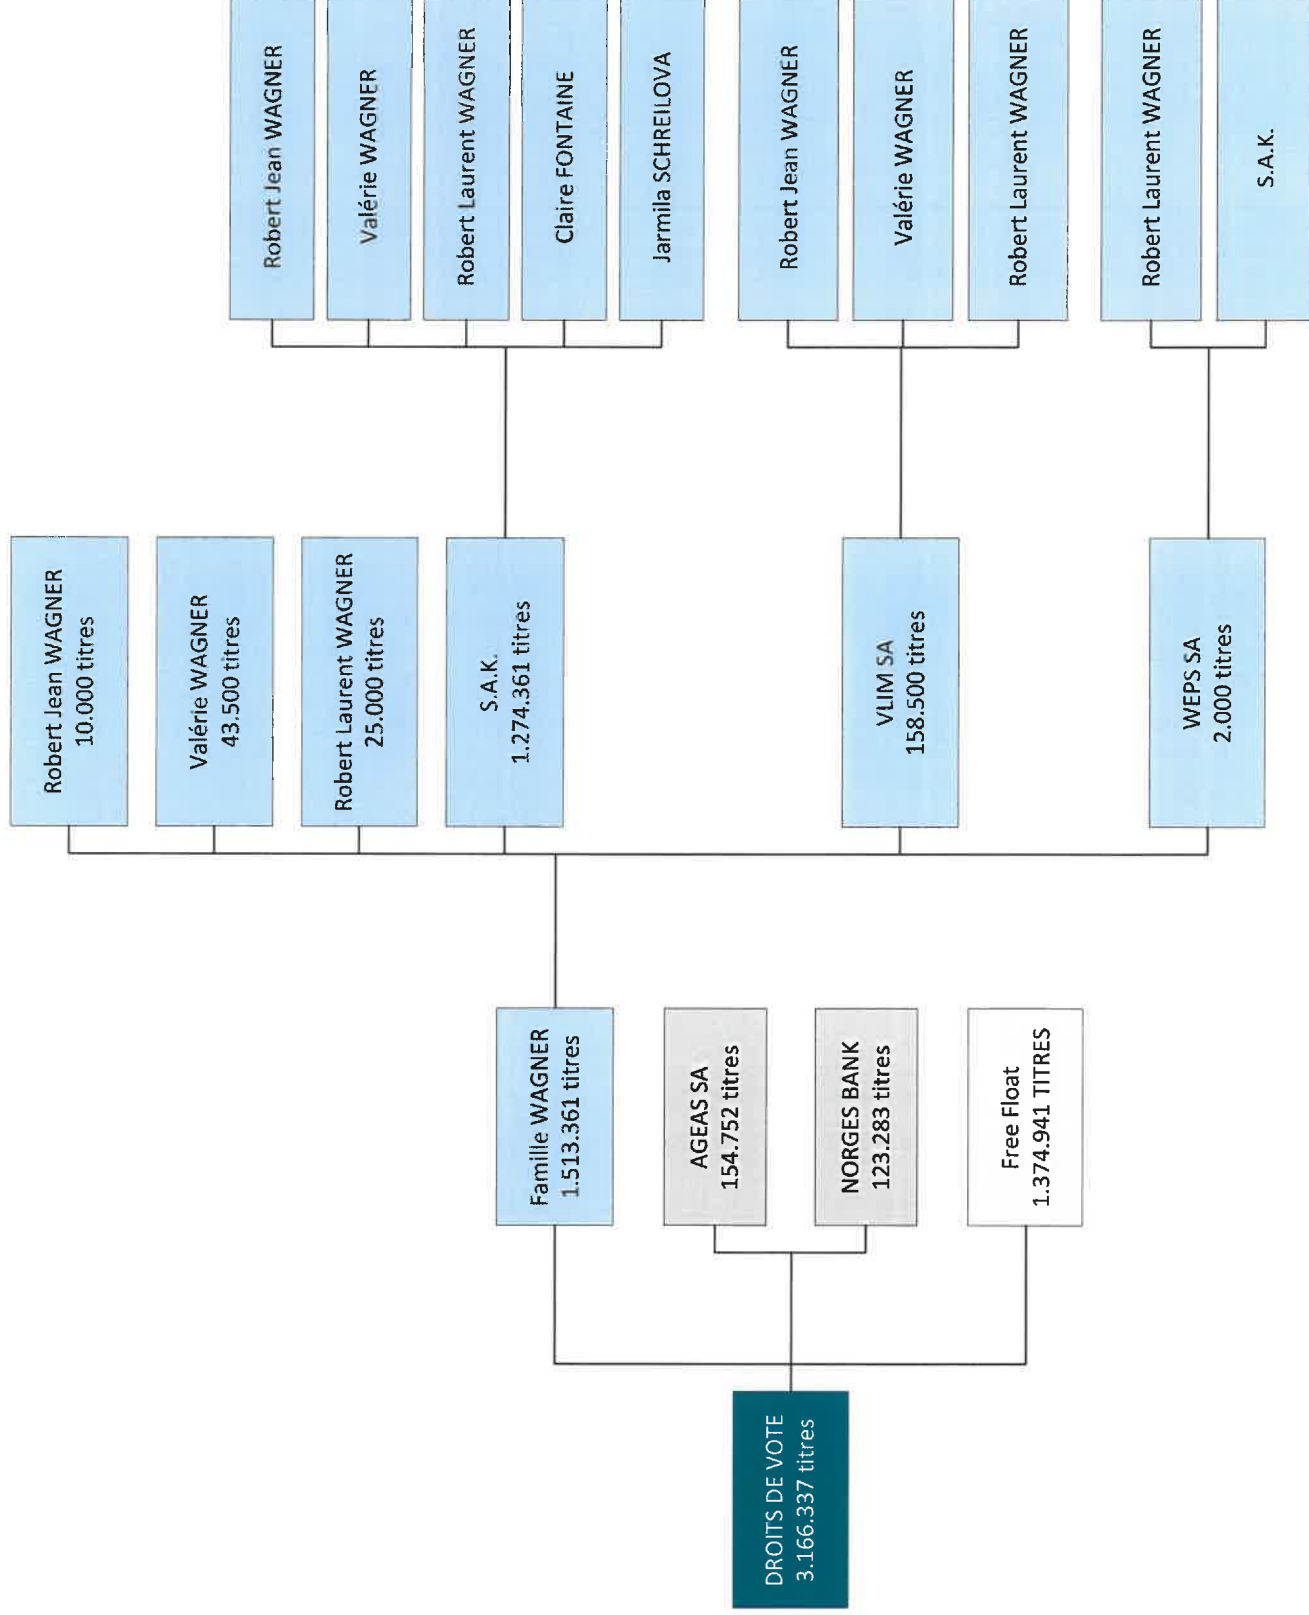 DROITS DE VOTE
3.166.337 titres
Famille WAGNER
1.513.361 titres
AGEAS SA
154.752 titres
NORGES BANK
123.283 titres
Free Float
1.374.941 TITRES
Robert Jean WAGNER
10.000 titres
Valérie WAGNER
43.500 titres
Robert Laurent WAGNER
25.000 titres
S.A.K.
1.274.361 titres
VLIM SA
158.500 titres
WEPS SA
2.000 titres
Robert Jean WAGNER
Valérie WAGNER
Robert Laurent WAGNER
Claire FONTAINE
Jarmila SCHREILOVA
Robert Jean WAGNER
Valérie WAGNER
Robert Laurent WAGNER
Robert Laurent WAGNER
S.A.K.